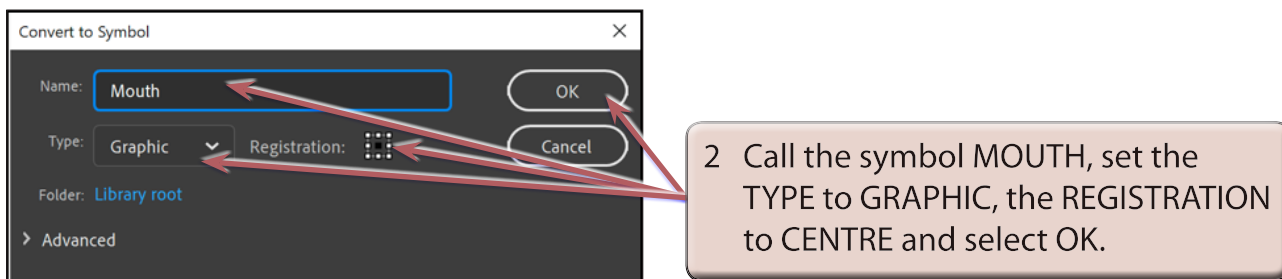 Convert to Symbol
Name: Mouth OK
Type: Graphic Registration: Cancel
Folder: Library root
Advanced
2 Call the symbol MOUTH, set the
TYPE to GRAPHIC, the REGISTRATION
to CENTRE and select OK.